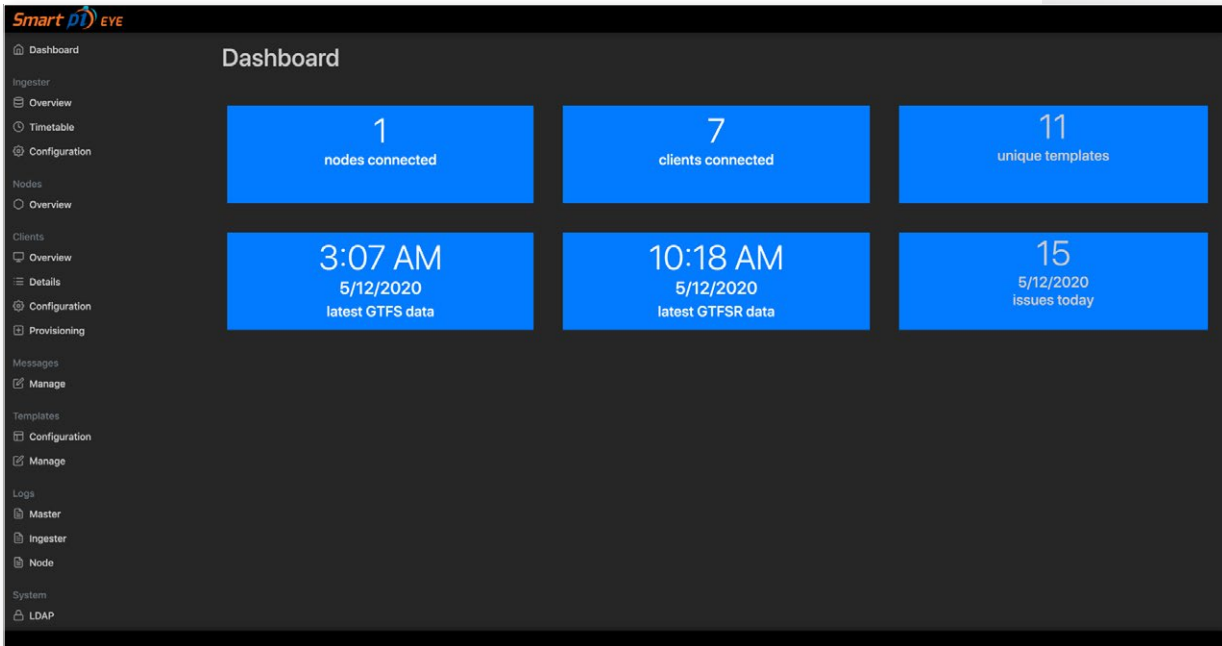 Smart pi EYE
Dashboard
Ingester
Overview
Timetable
Configuration
Nodes
Overview
Clients
Overview
Details
Configuration
Provisioning
Messages
Manage
Templates
Configuration
Manage
Logs
Master
Ingester
Node
System
LDAP
Dashboard
1
nodes connected
7
clients connected
11
unique templates
3:07 AM
5/12/2020
latest GTFS data
10:18 AM
5/12/2020
latest GTFSR data
15
5/12/2020
issues today